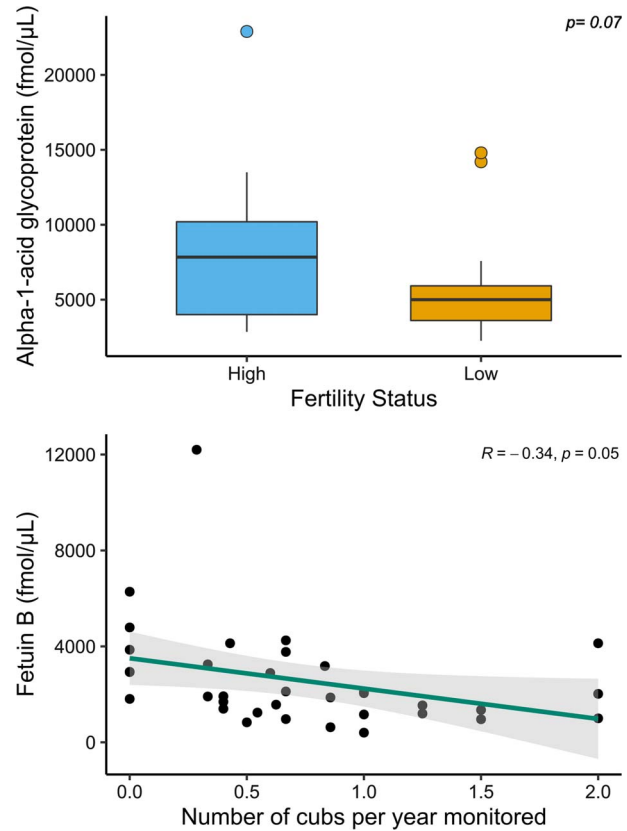 p= 0.07
Alpha-1-acid glycoprotein (fmol/µL)
20000
15000
10000
5000
High Low
Fertility Status
R = −0.34, p = 0.05
Fetuin B (fmol/µL)
12000
8000
4000
0
0.0 0.5 1.0 1.5 2.0
Number of cubs per year monitored